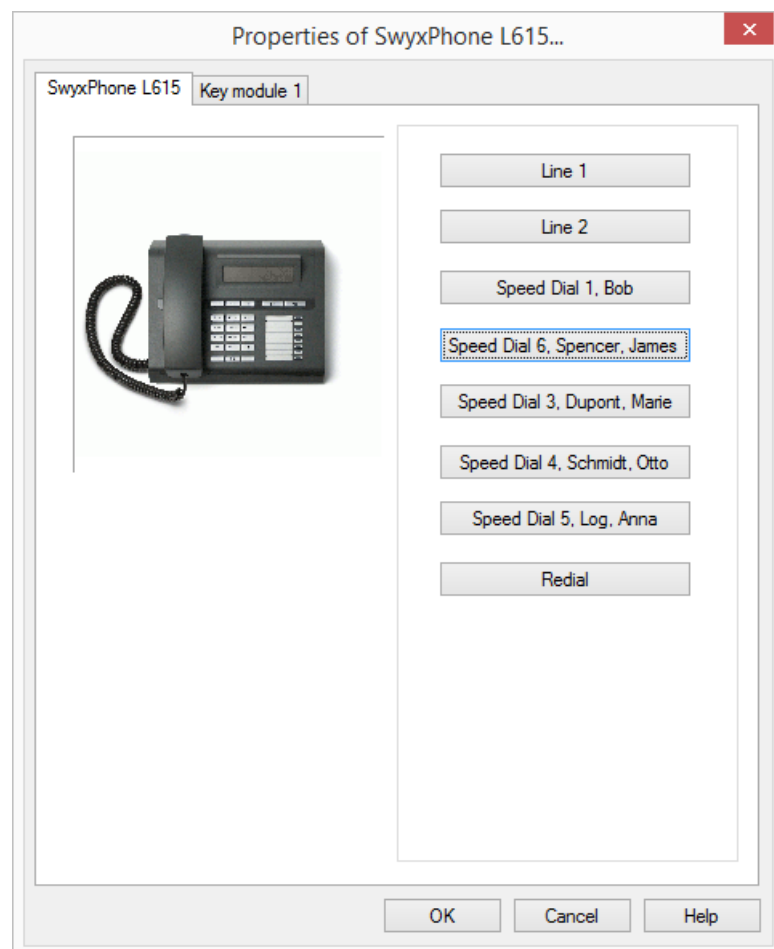 Properties of SwyxPhone L615...
SwyxPhone L615 Key module 1
Line 1
Line 2
Speed Dial 1, Bob
Speed Dial 6, Spencer, James
Speed Dial 3, Dupont, Marie
Speed Dial 4, Schmidt, Otto
Speed Dial 5, Log, Anna
Redial
OK Cancel Help